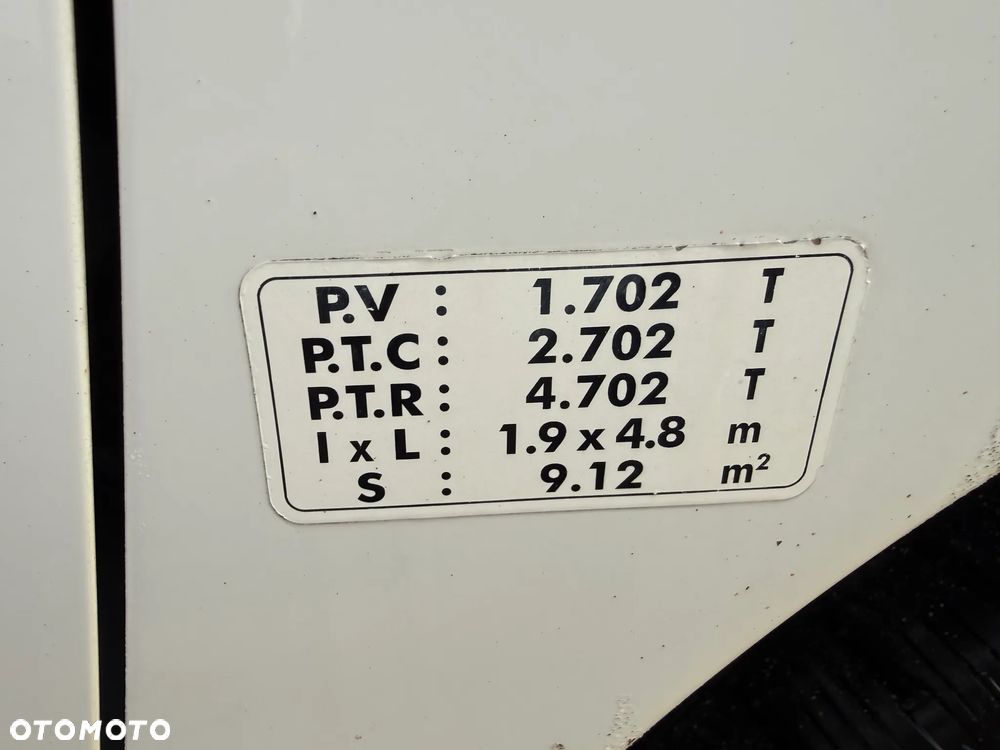 P.V : 1.702 T
P.T.C : 2.702 T
P.T.R : 4.702 T
l x L : 1.9 x 4.8 m
S : 9.12 m²
OTOMOTO